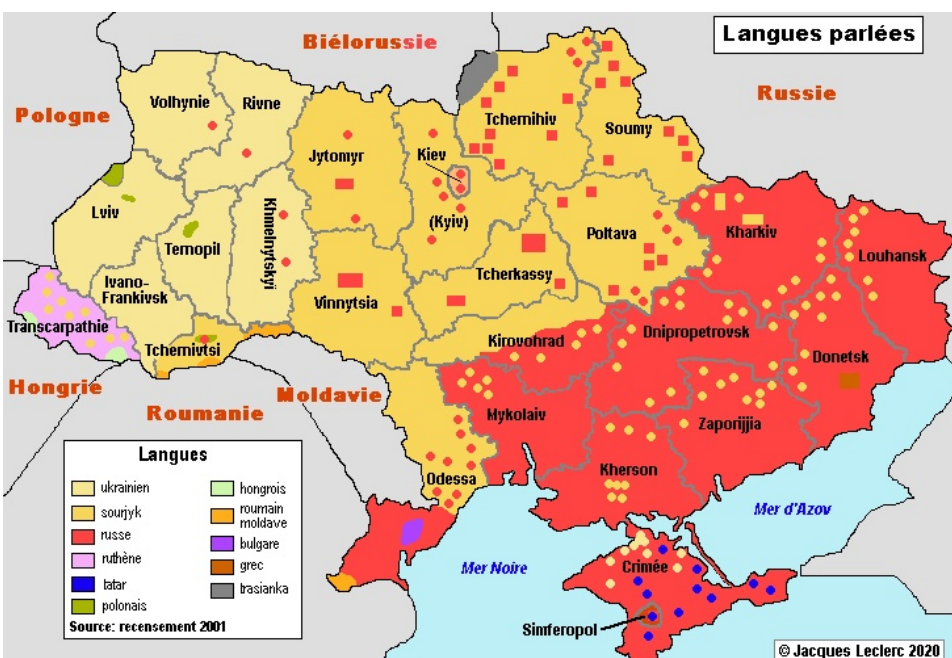 Langues parlées
Biélorussie
Russie
Pologne
Volhynie
Rivne
Tchernihiv
Soumy
Jytomyr
Kiev
(Kyiv)
Lviv
Ternopil
Khmelnytskyï
Poltava
Kharkiv
Louhansk
Ivano-
Frankivsk
Vinnytsia
Tcherkassy
Transcarpathie
Tchernivtsi
Kirovohrad
Dnipropetrovsk
Donetsk
Hongrie
Roumanie
Moldavie
Mykolaiv
Zaporijjia
Kherson
Odessa
Mer d'Azov
Mer Noire
Crimée
Simferopol
Langues
ukrainien
sourjyk
russe
ruthène
tatar
polonais
hongrois
roumain
moldave
bulgare
grec
trasianka
Source: recensement 2001
© Jacques Leclerc 2020